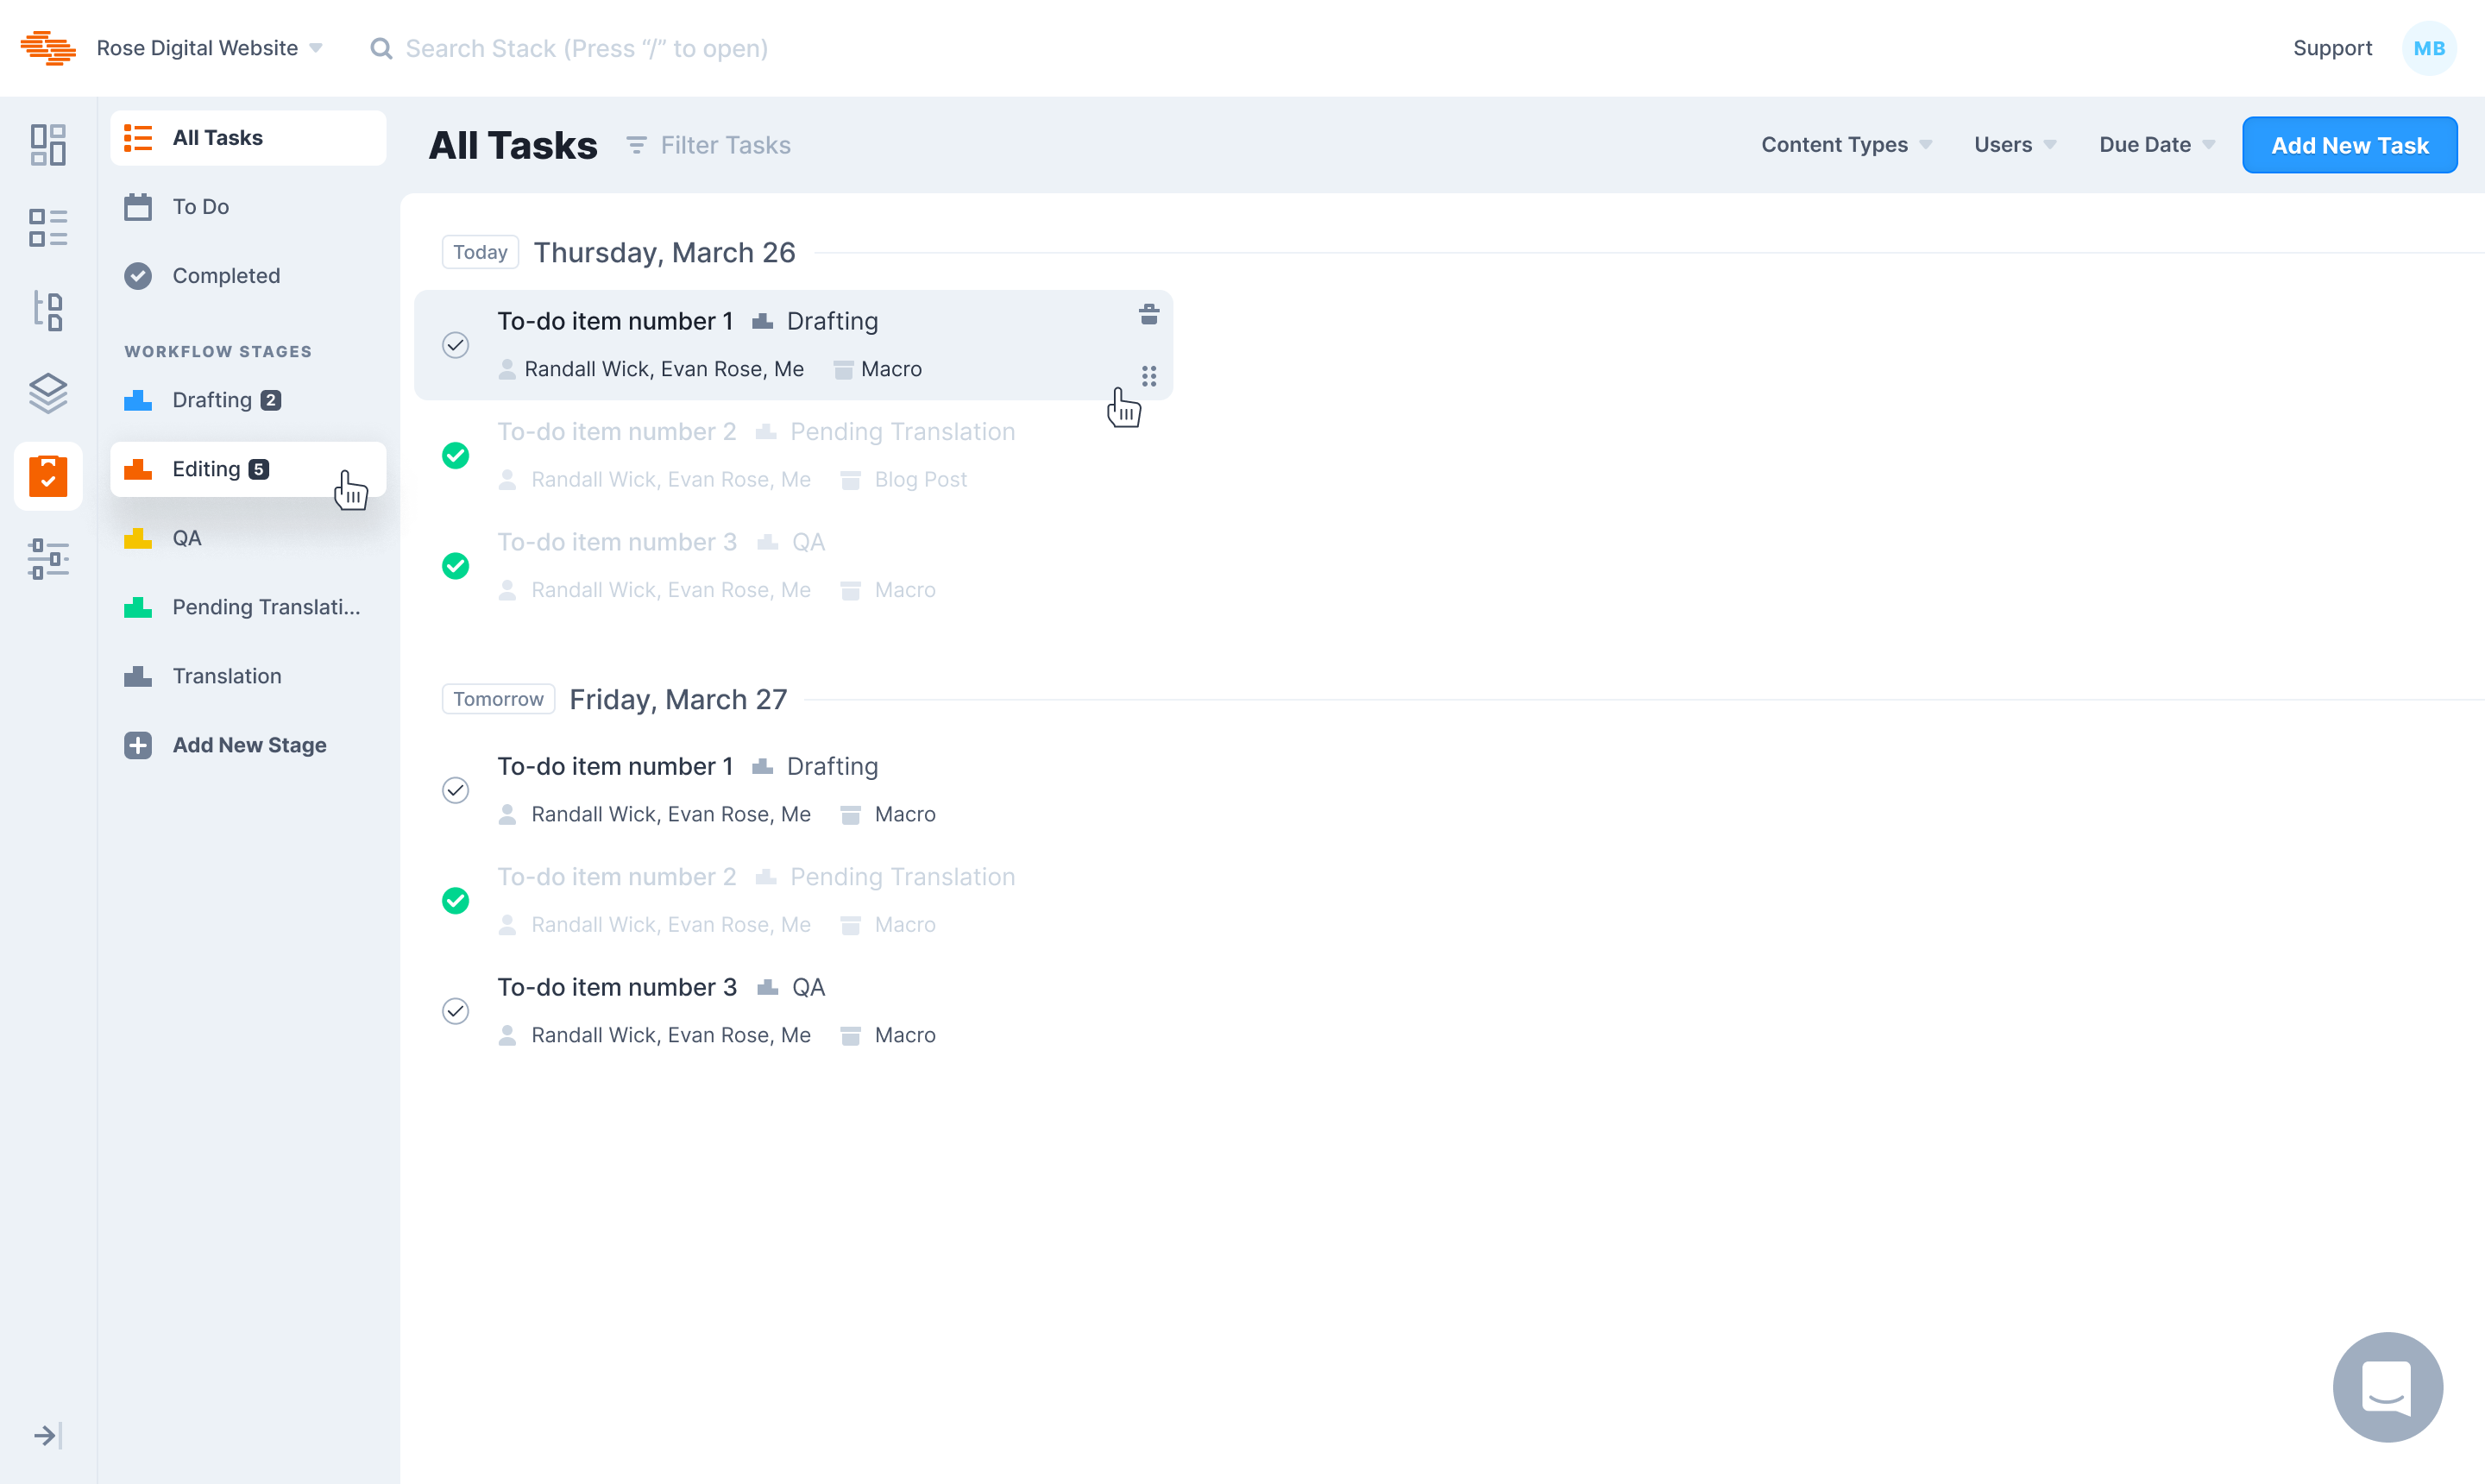 Rose Digital Website
Search Stack (Press “/” to open)
Support
MB
All Tasks
To Do
Completed
WORKFLOW STAGES
Drafting 2
Editing 5
QA
Pending Translati...
Translation
Add New Stage
All Tasks
Filter Tasks
Content Types
Users
Due Date
Add New Task
Today Thursday, March 26
To-do item number 1 Drafting
Randall Wick, Evan Rose, Me Macro
To-do item number 2 Pending Translation
Randall Wick, Evan Rose, Me Blog Post
To-do item number 3 QA
Randall Wick, Evan Rose, Me Macro
Tomorrow Friday, March 27
To-do item number 1 Drafting
Randall Wick, Evan Rose, Me Macro
To-do item number 2 Pending Translation
Randall Wick, Evan Rose, Me Macro
To-do item number 3 QA
Randall Wick, Evan Rose, Me Macro